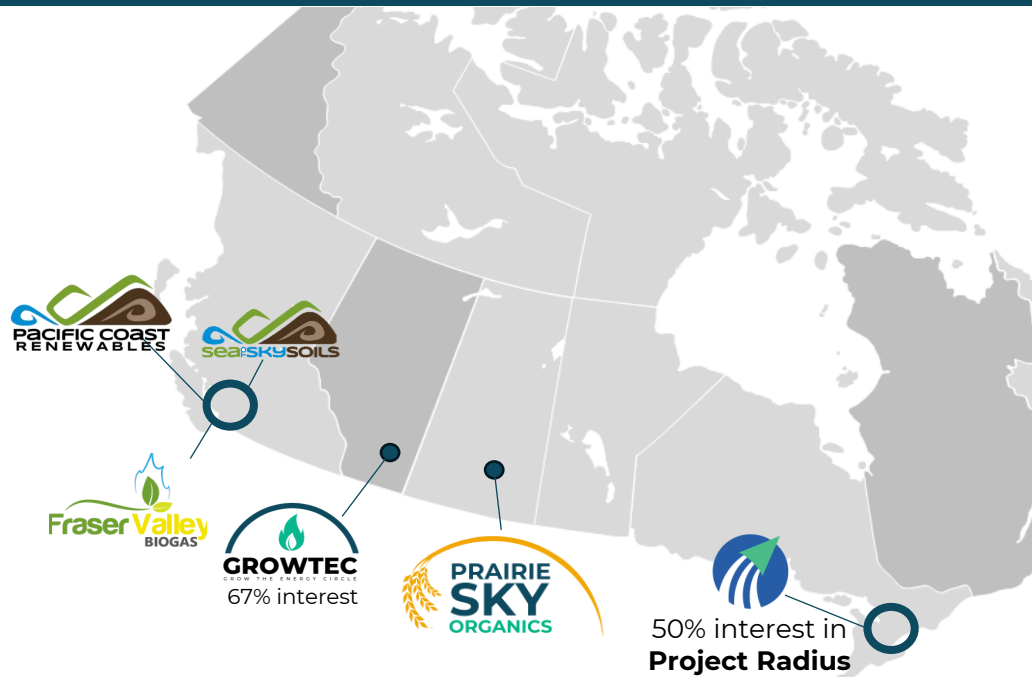 PACIFIC COAST
RENEWABLES
SEA TO SKY SOILS
Fraser Valley
BIOGAS
GROWTEC
GROW THE ENERGY CIRCLE
67% interest
PRAIRIE
SKY
ORGANICS
50% interest in
Project Radius